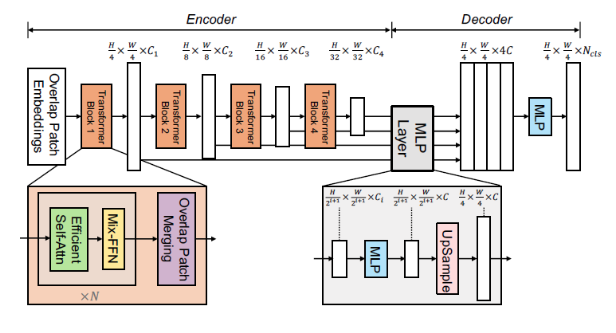 Encoder
Decoder
H/4 × W/4 × C₁
H/8 × W/8 × C₂
H/16 × W/16 × C₃
H/32 × W/32 × C₄
H/4 × W/4 × 4C
H/4 × W/4 × N_cls
Overlap Patch
Embeddings
Transformer
Block 1
Transformer
Block 2
Transformer
Block 3
Transformer
Block 4
MLP
Layer
MLP
Efficient
Self-Attn
Mix-FFN
Overlap Patch
Merging
×N
H/2^(i+1) × W/2^(i+1) × C_i
H/2^(i+1) × W/2^(i+1) × C
H/4 × W/4 × C
MLP
UpSample